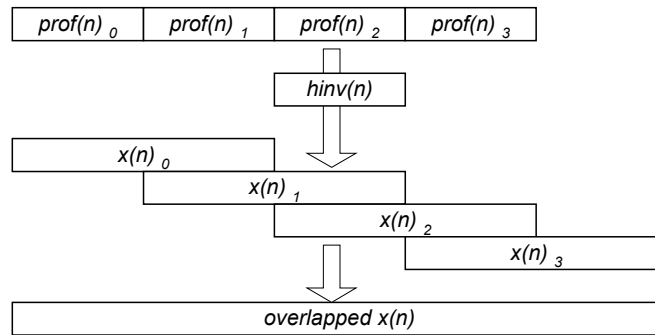 prof(n) 0 prof(n) 1 prof(n) 2 prof(n) 3
hinv(n)
x(n) 0
x(n) 1
x(n) 2
x(n) 3
overlapped x(n)